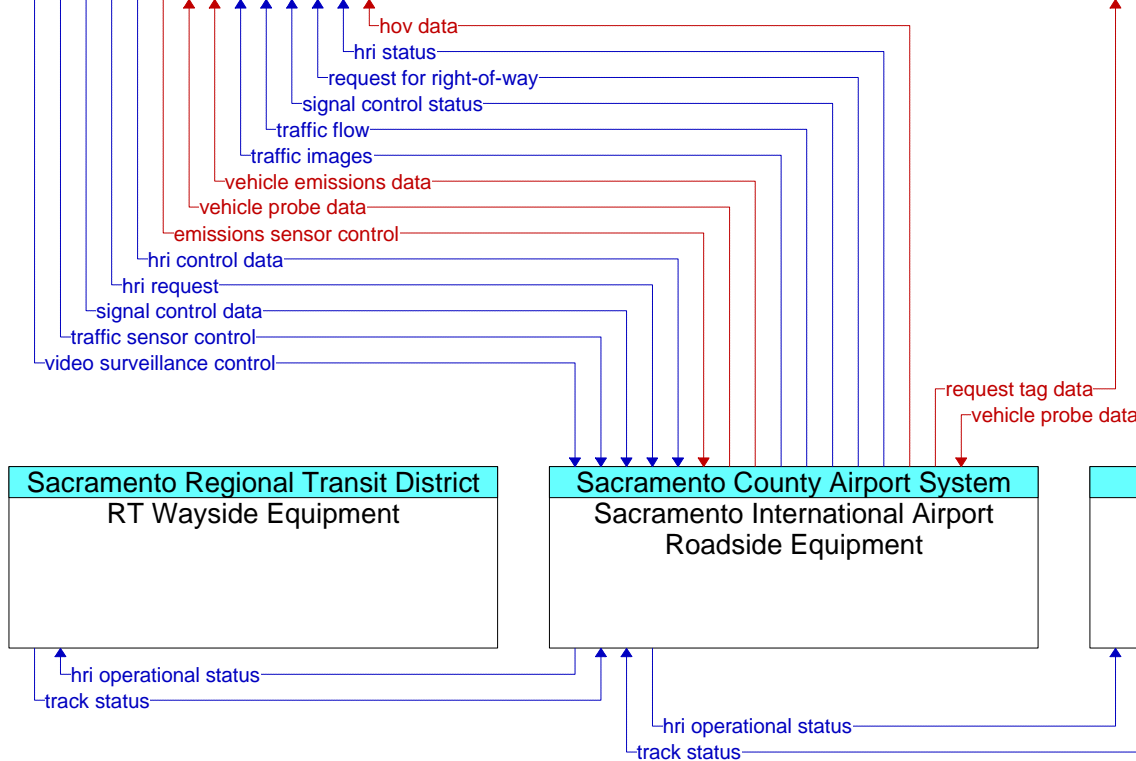 hov data
hri status
request for right-of-way
signal control status
traffic flow
traffic images
vehicle emissions data
vehicle probe data
emissions sensor control
hri control data
hri request
signal control data
traffic sensor control
video surveillance control
request tag data
vehicle probe data
Sacramento Regional Transit District
RT Wayside Equipment
Sacramento County Airport System
Sacramento International Airport
Roadside Equipment
hri operational status
track status
hri operational status
track status